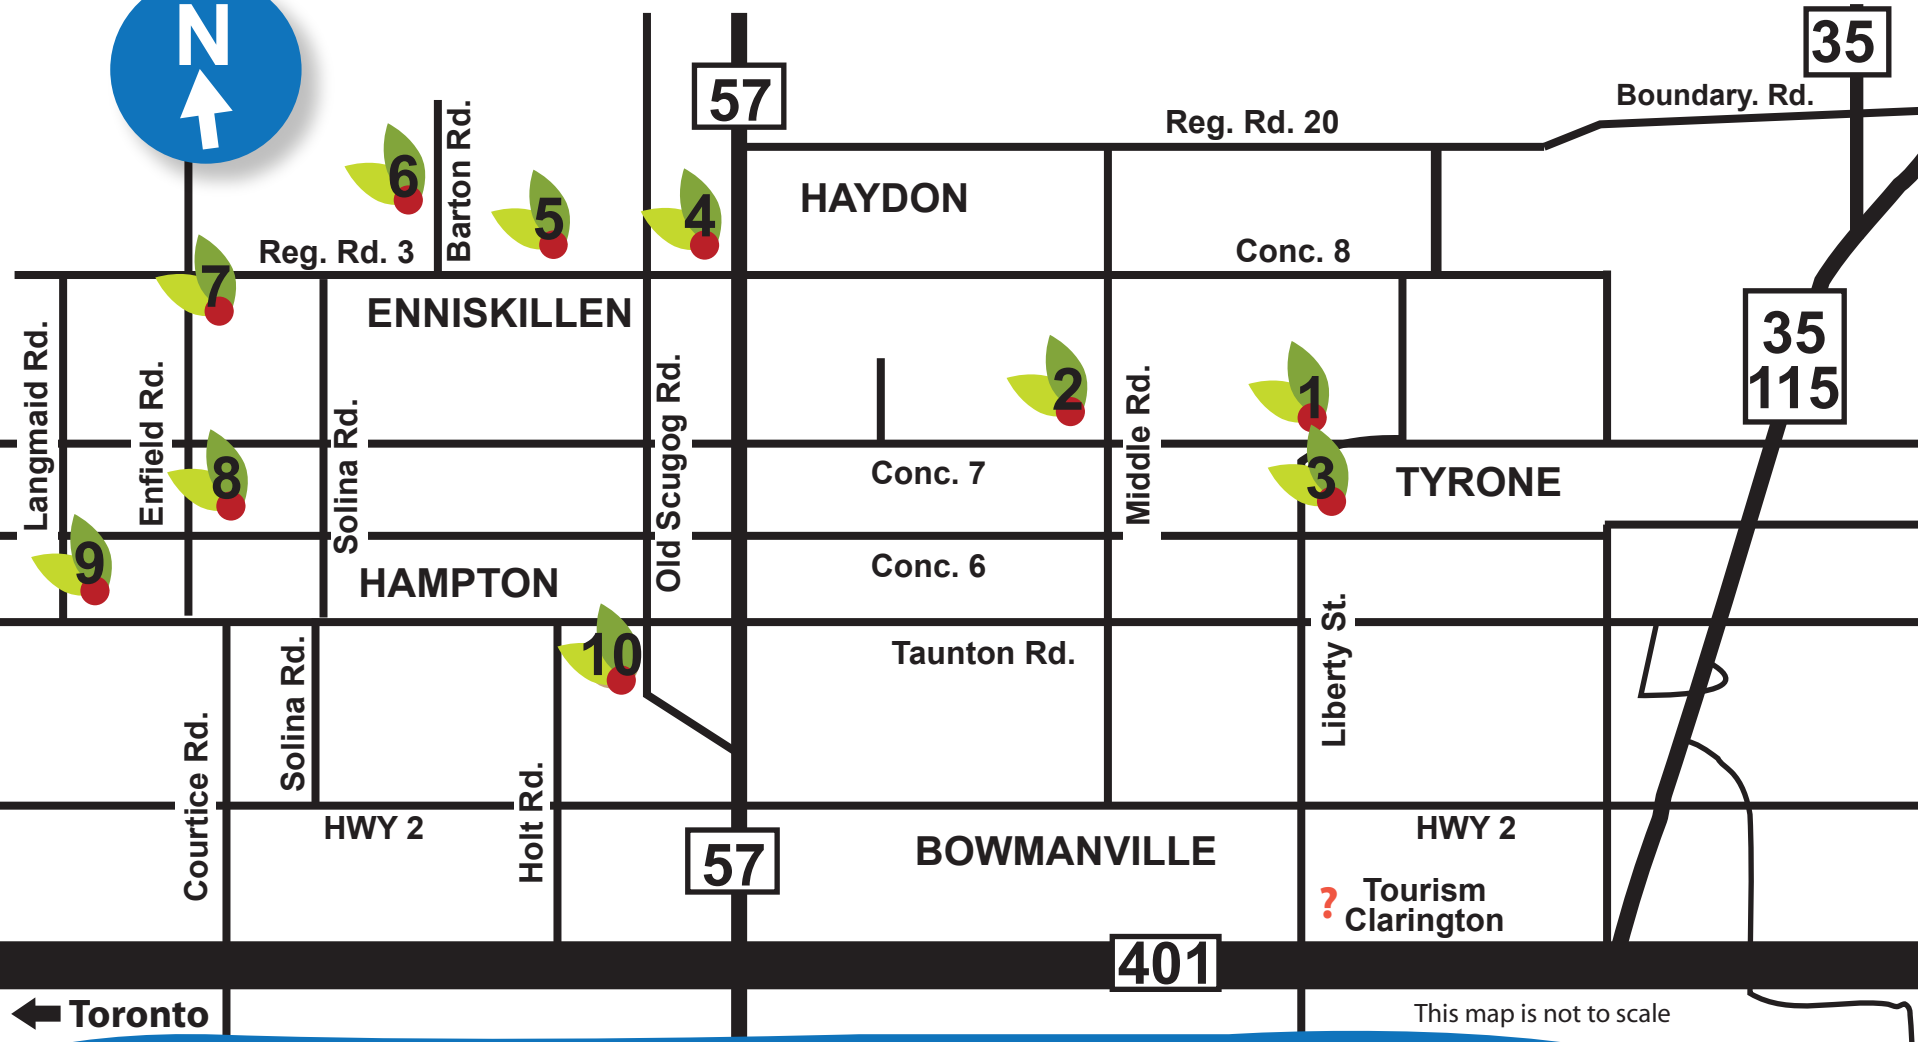 N
35
57
Boundary. Rd.
Reg. Rd. 20
Barton Rd.
6
5
4
HAYDON
Reg. Rd. 3
Conc. 8
7
ENNISKILLEN
35
115
Langmaid Rd.
Enfield Rd.
Solina Rd.
Old Scugog Rd.
2
Middle Rd.
1
8
Conc. 7
3
TYRONE
9
HAMPTON
Conc. 6
10
Taunton Rd.
Liberty St.
Solina Rd.
Courtice Rd.
Holt Rd.
HWY 2
HWY 2
57
BOWMANVILLE
? Tourism
Clarington
401
Toronto
This map is not to scale